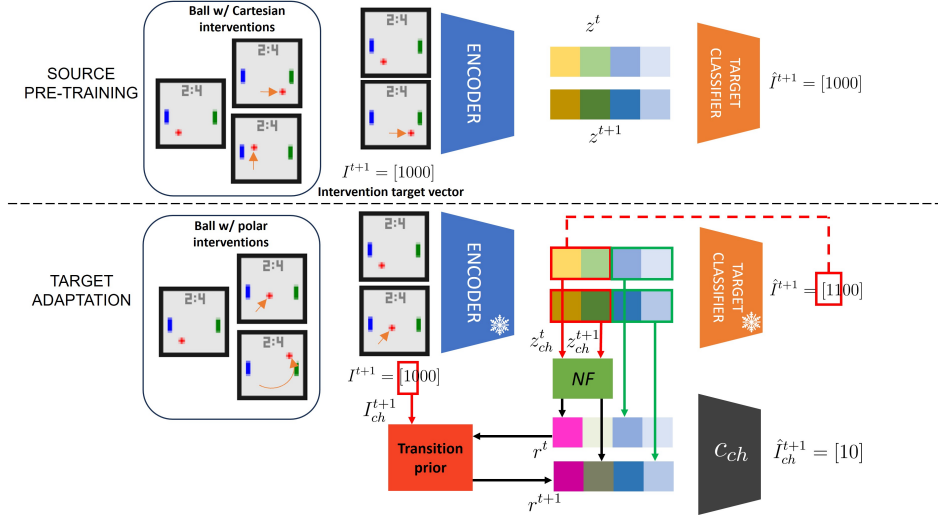 Ball w/ Cartesian
interventions
2:4
2:4
2:4
2:4
2:4
SOURCE
PRE-TRAINING
ENCODER
z^t
z^{t+1}
TARGET
CLASSIFIER
Î^{t+1} = [1000]
I^{t+1} = [1000]
Intervention target vector
Ball w/ polar
interventions
2:4
2:4
2:4
2:4
2:4
TARGET
ADAPTATION
ENCODER
TARGET
CLASSIFIER
Î^{t+1} = [1100]
z_{ch}^t z_{ch}^{t+1}
I^{t+1} = [1000]
I_{ch}^{t+1}
NF
Transition
prior
r^t
r^{t+1}
c_{ch}
Î_{ch}^{t+1} = [10]